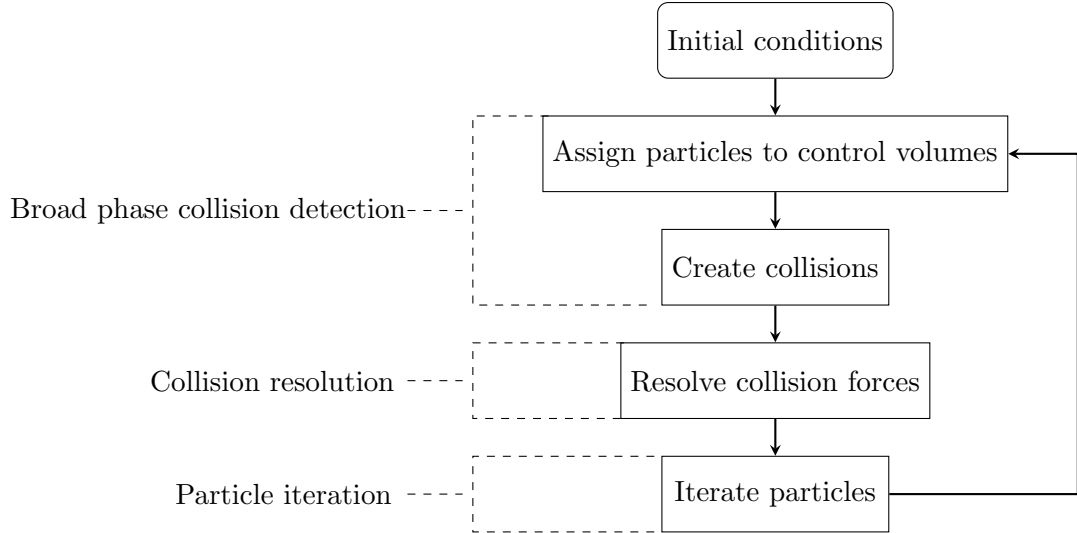 Initial conditions
Assign particles to control volumes
Broad phase collision detection
Create collisions
Collision resolution
Resolve collision forces
Particle iteration
Iterate particles